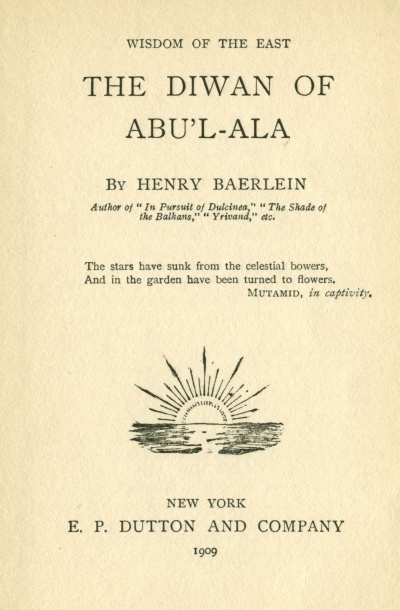 WISDOM OF THE EAST
THE DIWAN OF
ABU'L-ALA
BY HENRY BAERLEIN
Author of "In Pursuit of Dulcinea," "The Shade of
the Balkans," "Yrivand," etc.
The stars have sunk from the celestial bowers,
And in the garden have been turned to flowers.
MUTAMID, in captivity.
NEW YORK
E. P. DUTTON AND COMPANY
1909